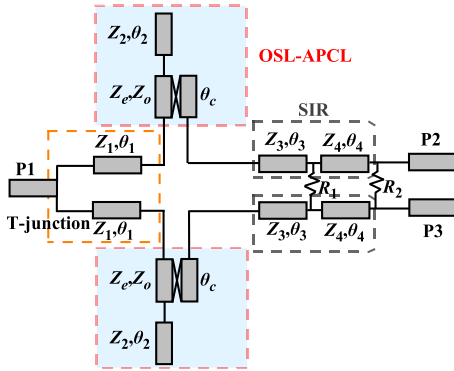 Z2,θ2
OSL-APCL
Ze,Zo
θc
SIR
Z1,θ1
Z3,θ3
Z4,θ4
P2
P1
R1
R2
T-junction
Z1,θ1
Z3,θ3
Z4,θ4
P3
Ze,Zo
θc
Z2,θ2